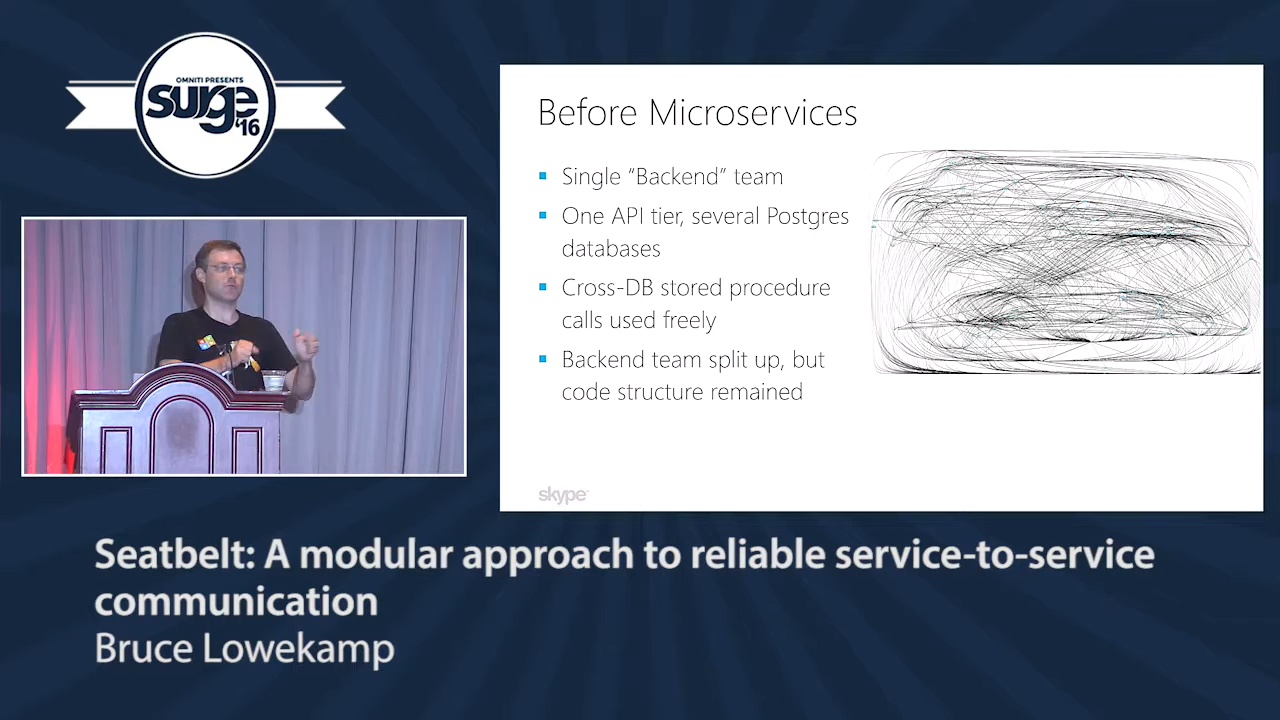 OMNITI PRESENTS
surge
'16
Before Microservices
Single “Backend” team
One API tier, several Postgres
databases
Cross-DB stored procedure
calls used freely
Backend team split up, but
code structure remained
skype
Seatbelt: A modular approach to reliable service-to-service
communication
Bruce Lowekamp